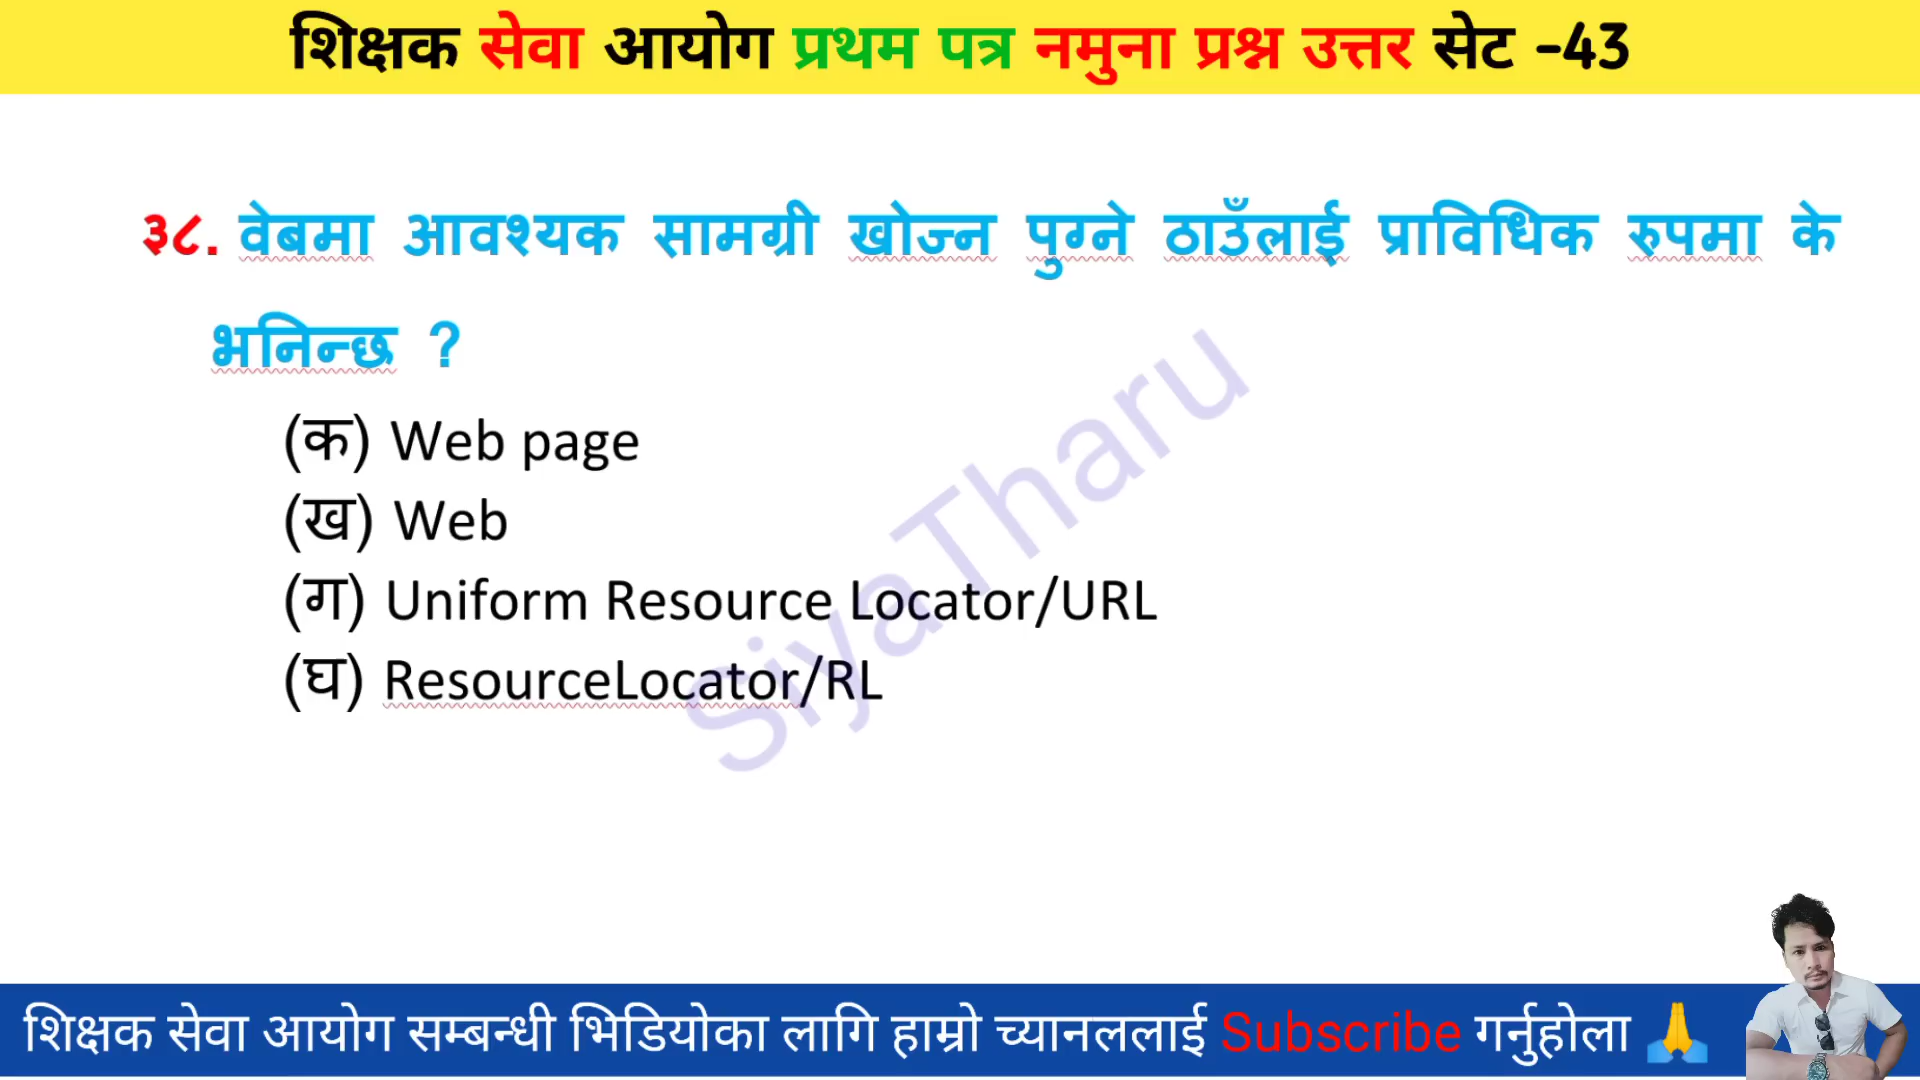 शिक्षक सेवा आयोग प्रथम पत्र नमुना प्रश्न उत्तर सेट -43
३८. वेबमा आवश्यक सामग्री खोज्न पुग्ने ठाउँलाई प्राविधिक रुपमा के
भनिन्छ ?
(क) Web page
(ख) Web
(ग) Uniform Resource Locator/URL
(घ) ResourceLocator/RL
SiyaTharu
शिक्षक सेवा आयोग सम्बन्धी भिडियोका लागि हाम्रो च्यानललाई Subscribe गर्नुहोला 🙏